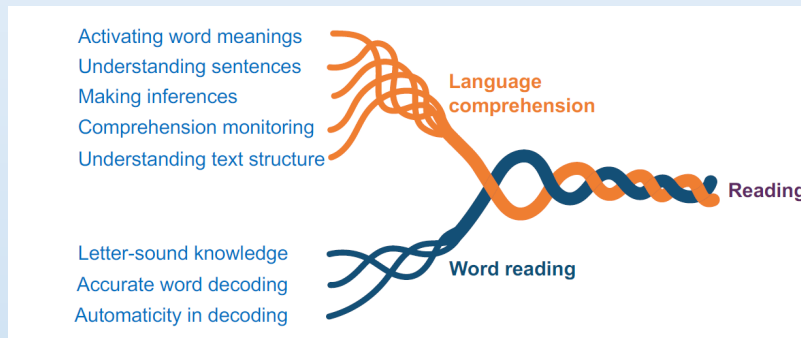 Activating word meanings
Understanding sentences
Making inferences
Comprehension monitoring
Understanding text structure
Language
comprehension
Reading
Letter-sound knowledge
Accurate word decoding
Automaticity in decoding
Word reading